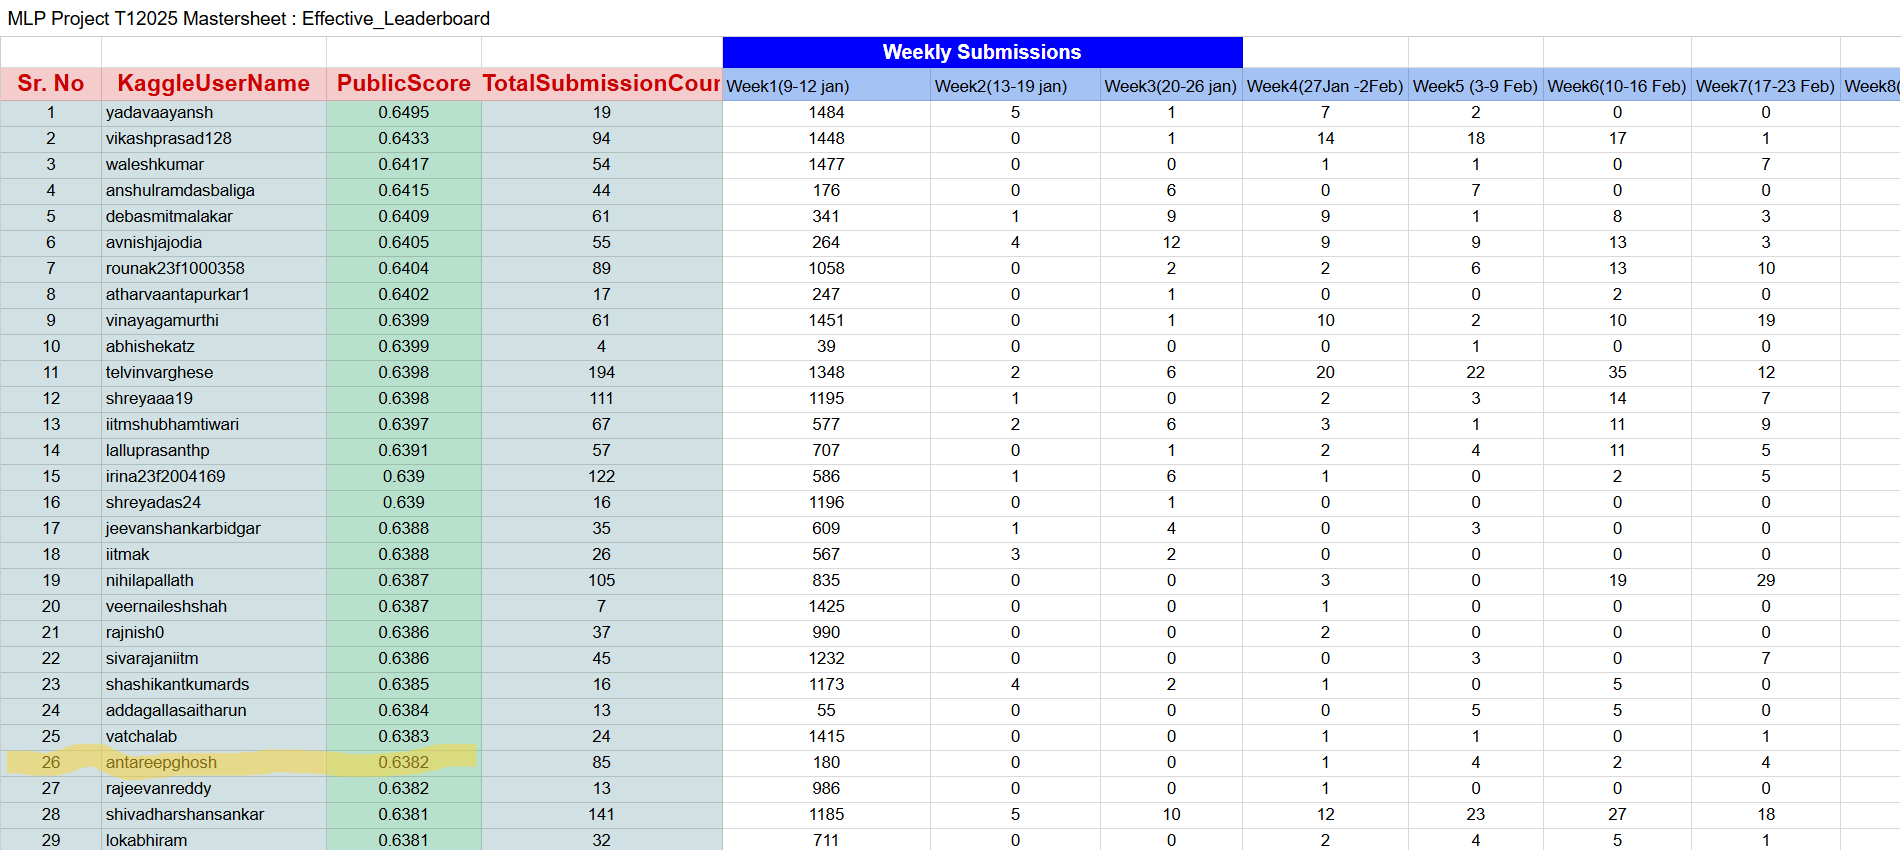 MLP Project T12025 Mastersheet : Effective_Leaderboard
Weekly Submissions
Sr. No KaggleUserName PublicScore TotalSubmissionCour Week1(9-12 jan) Week2(13-19 jan) Week3(20-26 jan) Week4(27Jan -2Feb) Week5 (3-9 Feb) Week6(10-16 Feb) Week7(17-23 Feb) Week8(
1 yadavaayansh 0.6495 19 1484 5 1 7 2 0 0
2 vikashprasad128 0.6433 94 1448 0 1 14 18 17 1
3 waleshkumar 0.6417 54 1477 0 0 1 1 0 7
4 anshulramdasbaliga 0.6415 44 176 0 6 0 7 0 0
5 debasmitmalakar 0.6409 61 341 1 9 9 1 8 3
6 avnishjajodia 0.6405 55 264 4 12 9 9 13 3
7 rounak23f1000358 0.6404 89 1058 0 2 2 6 13 10
8 atharvaantapurkar1 0.6402 17 247 0 1 0 0 2 0
9 vinayagamurthi 0.6399 61 1451 0 1 10 2 10 19
10 abhishekatz 0.6399 4 39 0 0 0 1 0 0
11 telvinvarghese 0.6398 194 1348 2 6 20 22 35 12
12 shreyaaa19 0.6398 111 1195 1 0 2 3 14 7
13 iitmshubhamtiwari 0.6397 67 577 2 6 3 1 11 9
14 lalluprasanthp 0.6391 57 707 0 1 2 4 11 5
15 irina23f2004169 0.639 122 586 1 6 1 0 2 5
16 shreyadas24 0.639 16 1196 0 1 0 0 0 0
17 jeevanshankarbidgar 0.6388 35 609 1 4 0 3 0 0
18 iitmak 0.6388 26 567 3 2 0 0 0 0
19 nihilapallath 0.6387 105 835 0 0 3 0 19 29
20 veernaileshshah 0.6387 7 1425 0 0 1 0 0 0
21 rajnish0 0.6386 37 990 0 0 2 0 0 0
22 sivarajaniitm 0.6386 45 1232 0 0 0 3 0 7
23 shashikantkumards 0.6385 16 1173 4 2 1 0 5 0
24 addagallasaitharun 0.6384 13 55 0 0 0 5 5 0
25 vatchalab 0.6383 24 1415 0 0 1 1 0 1
26 antareepghosh 0.6382 85 180 0 0 1 4 2 4
27 rajeevanreddy 0.6382 13 986 0 0 1 0 0 0
28 shivadharshansankar 0.6381 141 1185 5 10 12 23 27 18
29 lokabhiram 0.6381 32 711 0 0 2 4 5 1